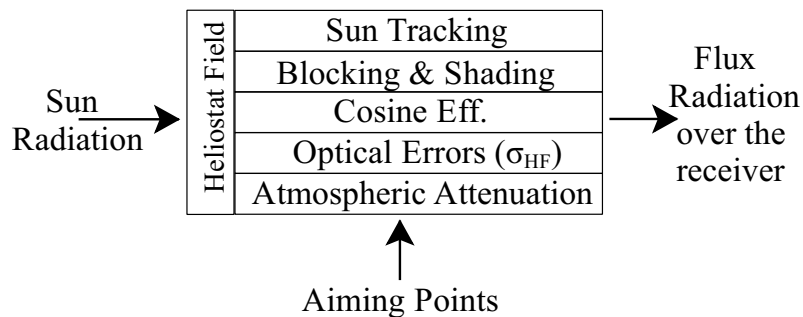 Sun
Radiation
Heliostat Field
Sun Tracking
Blocking & Shading
Cosine Eff.
Optical Errors (σHF)
Atmospheric Attenuation
Flux
Radiation
over the
receiver
Aiming Points